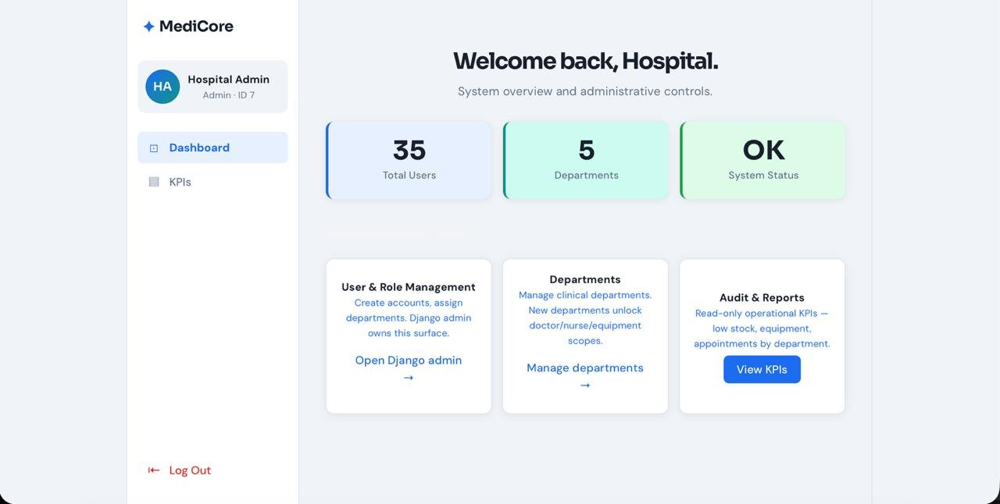 MediCore
HA
Hospital Admin
Admin · ID 7
Dashboard
KPIs
Log Out
Welcome back, Hospital.
System overview and administrative controls.
35
Total Users
5
Departments
OK
System Status
User & Role Management
Create accounts, assign
departments. Django admin
owns this surface.
Open Django admin
→
Departments
Manage clinical departments.
New departments unlock
doctor/nurse/equipment
scopes.
Manage departments
→
Audit & Reports
Read-only operational KPIs —
low stock, equipment,
appointments by department.
View KPIs